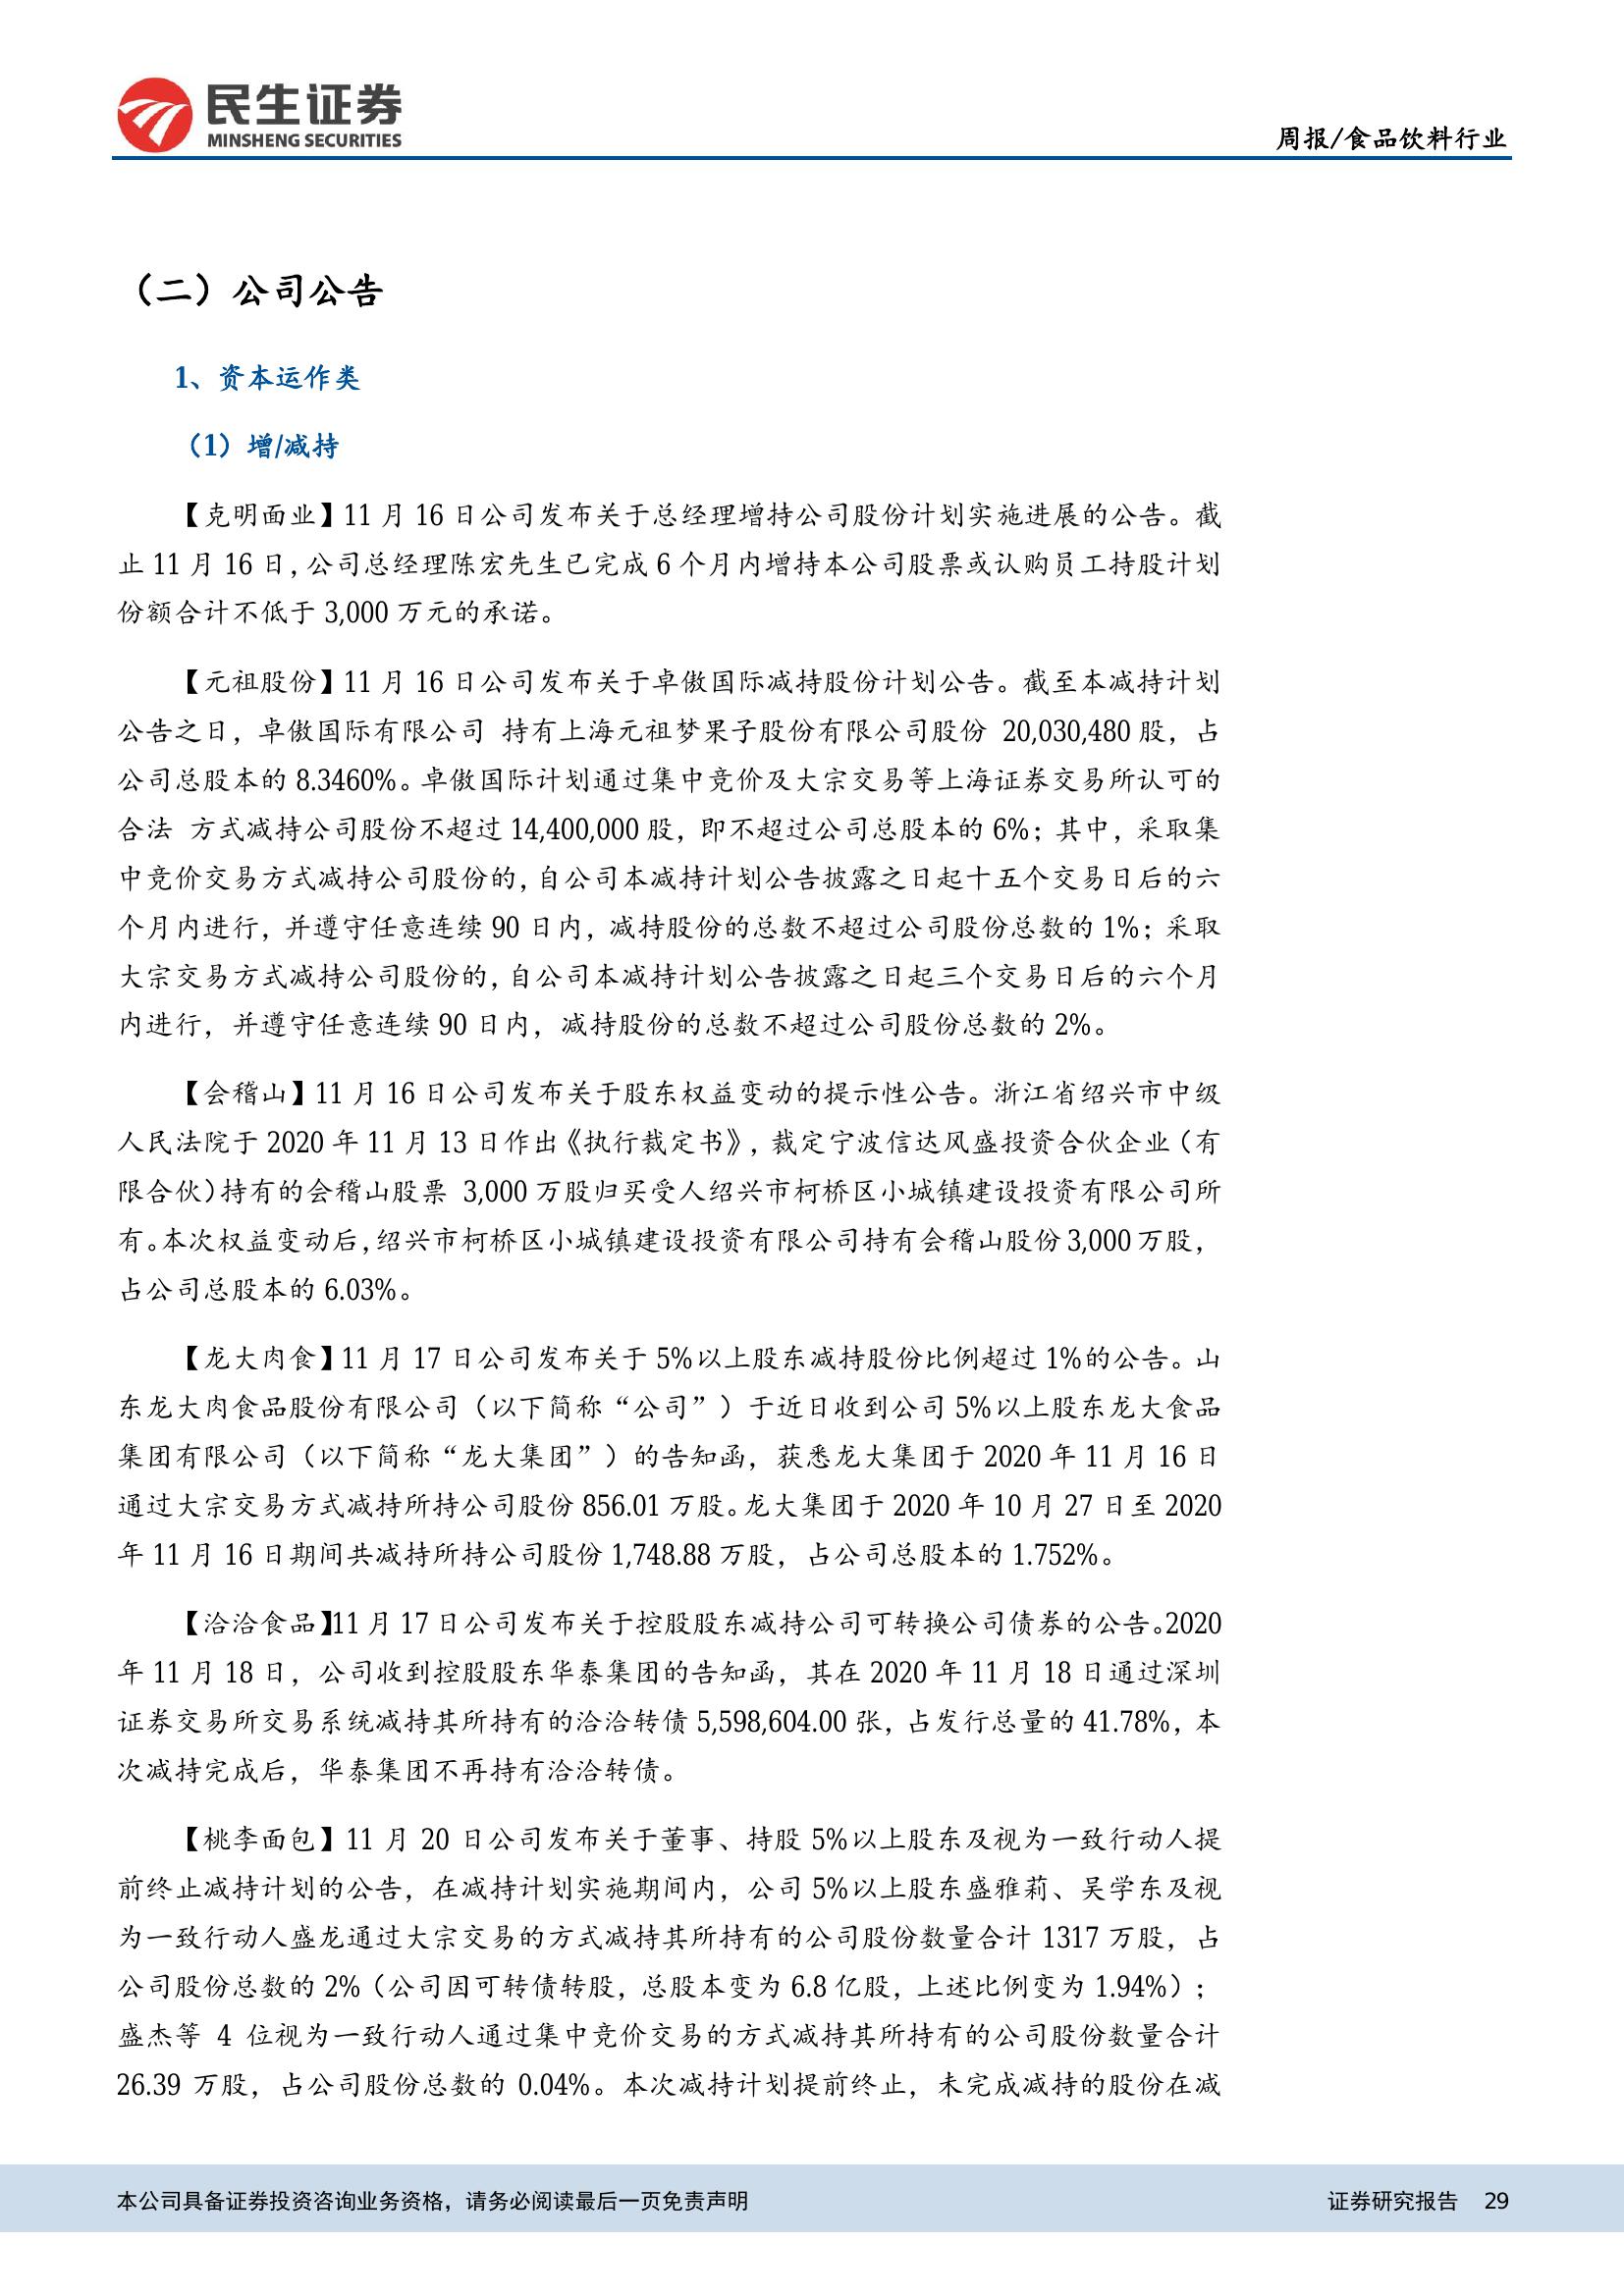 民生证券
MINSHENG SECURITIES
周报/食品饮料行业
（二）公司公告
1、资本运作类
（1）增/减持
【克明面业】11 月 16 日公司发布关于总经理增持公司股份计划实施进展的公告。截
止 11 月 16 日，公司总经理陈宏先生已完成 6 个月内增持本公司股票或认购员工持股计划
份额合计不低于 3,000 万元的承诺。
【元祖股份】11 月 16 日公司发布关于卓傲国际减持股份计划公告。截至本减持计划
公告之日，卓傲国际有限公司 持有上海元祖梦果子股份有限公司股份 20,030,480 股，占
公司总股本的 8.3460%。卓傲国际计划通过集中竞价及大宗交易等上海证券交易所认可的
合法 方式减持公司股份不超过 14,400,000 股，即不超过公司总股本的 6%；其中，采取集
中竞价交易方式减持公司股份的，自公司本减持计划公告披露之日起十五个交易日后的六
个月内进行，并遵守任意连续 90 日内，减持股份的总数不超过公司股份总数的 1%；采取
大宗交易方式减持公司股份的，自公司本减持计划公告披露之日起三个交易日后的六个月
内进行，并遵守任意连续 90 日内，减持股份的总数不超过公司股份总数的 2%。
【会稽山】11 月 16 日公司发布关于股东权益变动的提示性公告。浙江省绍兴市中级
人民法院于 2020 年 11 月 13 日作出《执行裁定书》，裁定宁波信达风盛投资合伙企业（有
限合伙）持有的会稽山股票 3,000 万股归买受人绍兴市柯桥区小城镇建设投资有限公司所
有。本次权益变动后，绍兴市柯桥区小城镇建设投资有限公司持有会稽山股份 3,000 万股，
占公司总股本的 6.03%。
【龙大肉食】11 月 17 日公司发布关于 5%以上股东减持股份比例超过 1%的公告。山
东龙大肉食品股份有限公司（以下简称“公司”）于近日收到公司 5%以上股东龙大食品
集团有限公司（以下简称“龙大集团”）的告知函，获悉龙大集团于 2020 年 11 月 16 日
通过大宗交易方式减持所持公司股份 856.01 万股。龙大集团于 2020 年 10 月 27 日至 2020
年 11 月 16 日期间共减持所持公司股份 1,748.88 万股，占公司总股本的 1.752%。
【洽洽食品】11 月 17 日公司发布关于控股股东减持公司可转换公司债券的公告。2020
年 11 月 18 日，公司收到控股股东华泰集团的告知函，其在 2020 年 11 月 18 日通过深圳
证券交易所交易系统减持其所持有的洽洽转债 5,598,604.00 张，占发行总量的 41.78%，本
次减持完成后，华泰集团不再持有洽洽转债。
【桃李面包】11 月 20 日公司发布关于董事、持股 5%以上股东及视为一致行动人提
前终止减持计划的公告，在减持计划实施期间内，公司 5%以上股东盛雅莉、吴学东及视
为一致行动人盛龙通过大宗交易的方式减持其所持有的公司股份数量合计 1317 万股，占
公司股份总数的 2%（公司因可转债转股，总股本变为 6.8 亿股，上述比例变为 1.94%）；
盛杰等 4 位视为一致行动人通过集中竞价交易的方式减持其所持有的公司股份数量合计
26.39 万股，占公司股份总数的 0.04%。本次减持计划提前终止，未完成减持的股份在减
本公司具备证券投资咨询业务资格，请务必阅读最后一页免责声明
证券研究报告 29